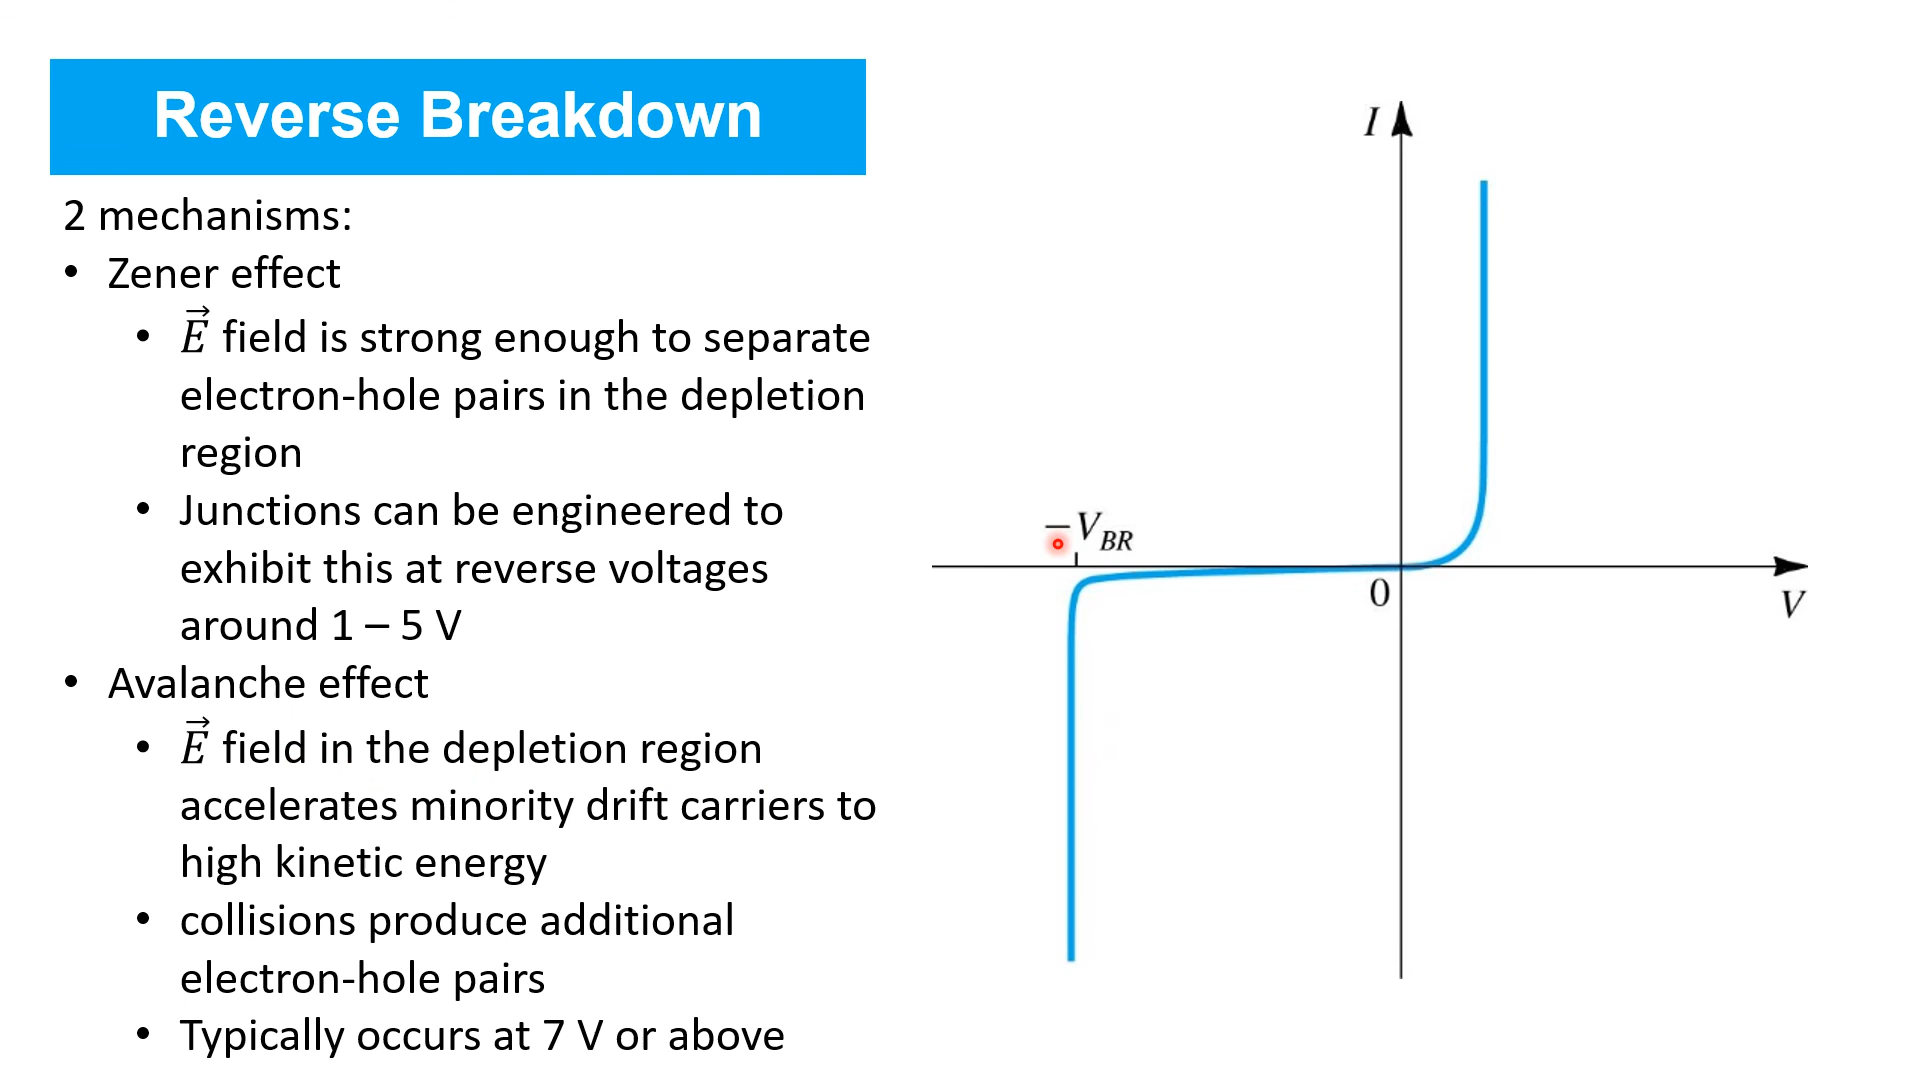 Reverse Breakdown
2 mechanisms:
• Zener effect
• E⃗ field is strong enough to separate
electron-hole pairs in the depletion
region
• Junctions can be engineered to
exhibit this at reverse voltages
around 1 – 5 V
• Avalanche effect
• E⃗ field in the depletion region
accelerates minority drift carriers to
high kinetic energy
• collisions produce additional
electron-hole pairs
• Typically occurs at 7 V or above
I
−V_BR
0
V